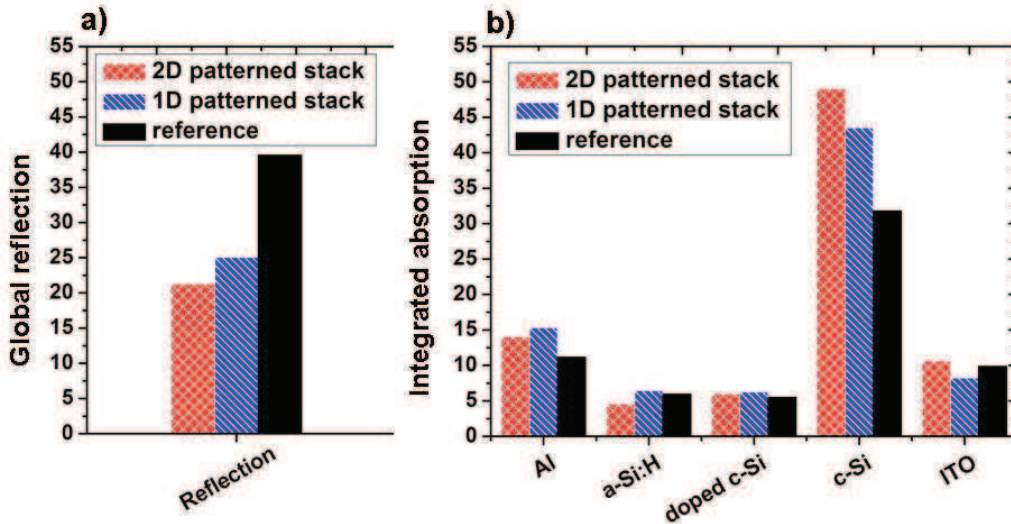 a)
55
50
45
40
35
30
25
20
15
10
5
0
Global reflection
2D patterned stack
1D patterned stack
reference
Reflection
b)
55
50
45
40
35
30
25
20
15
10
5
0
Integrated absorption
2D patterned stack
1D patterned stack
reference
Al
a-Si:H
doped c-Si
c-Si
ITO